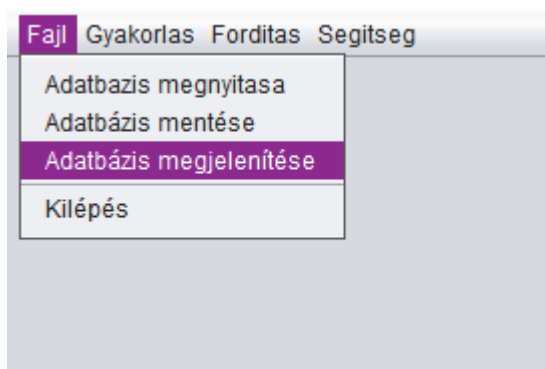 Fajl Gyakorlas Forditas Segitseg
Adatbazis megnyitasa
Adatbázis mentése
Adatbázis megjelenítése
Kilépés